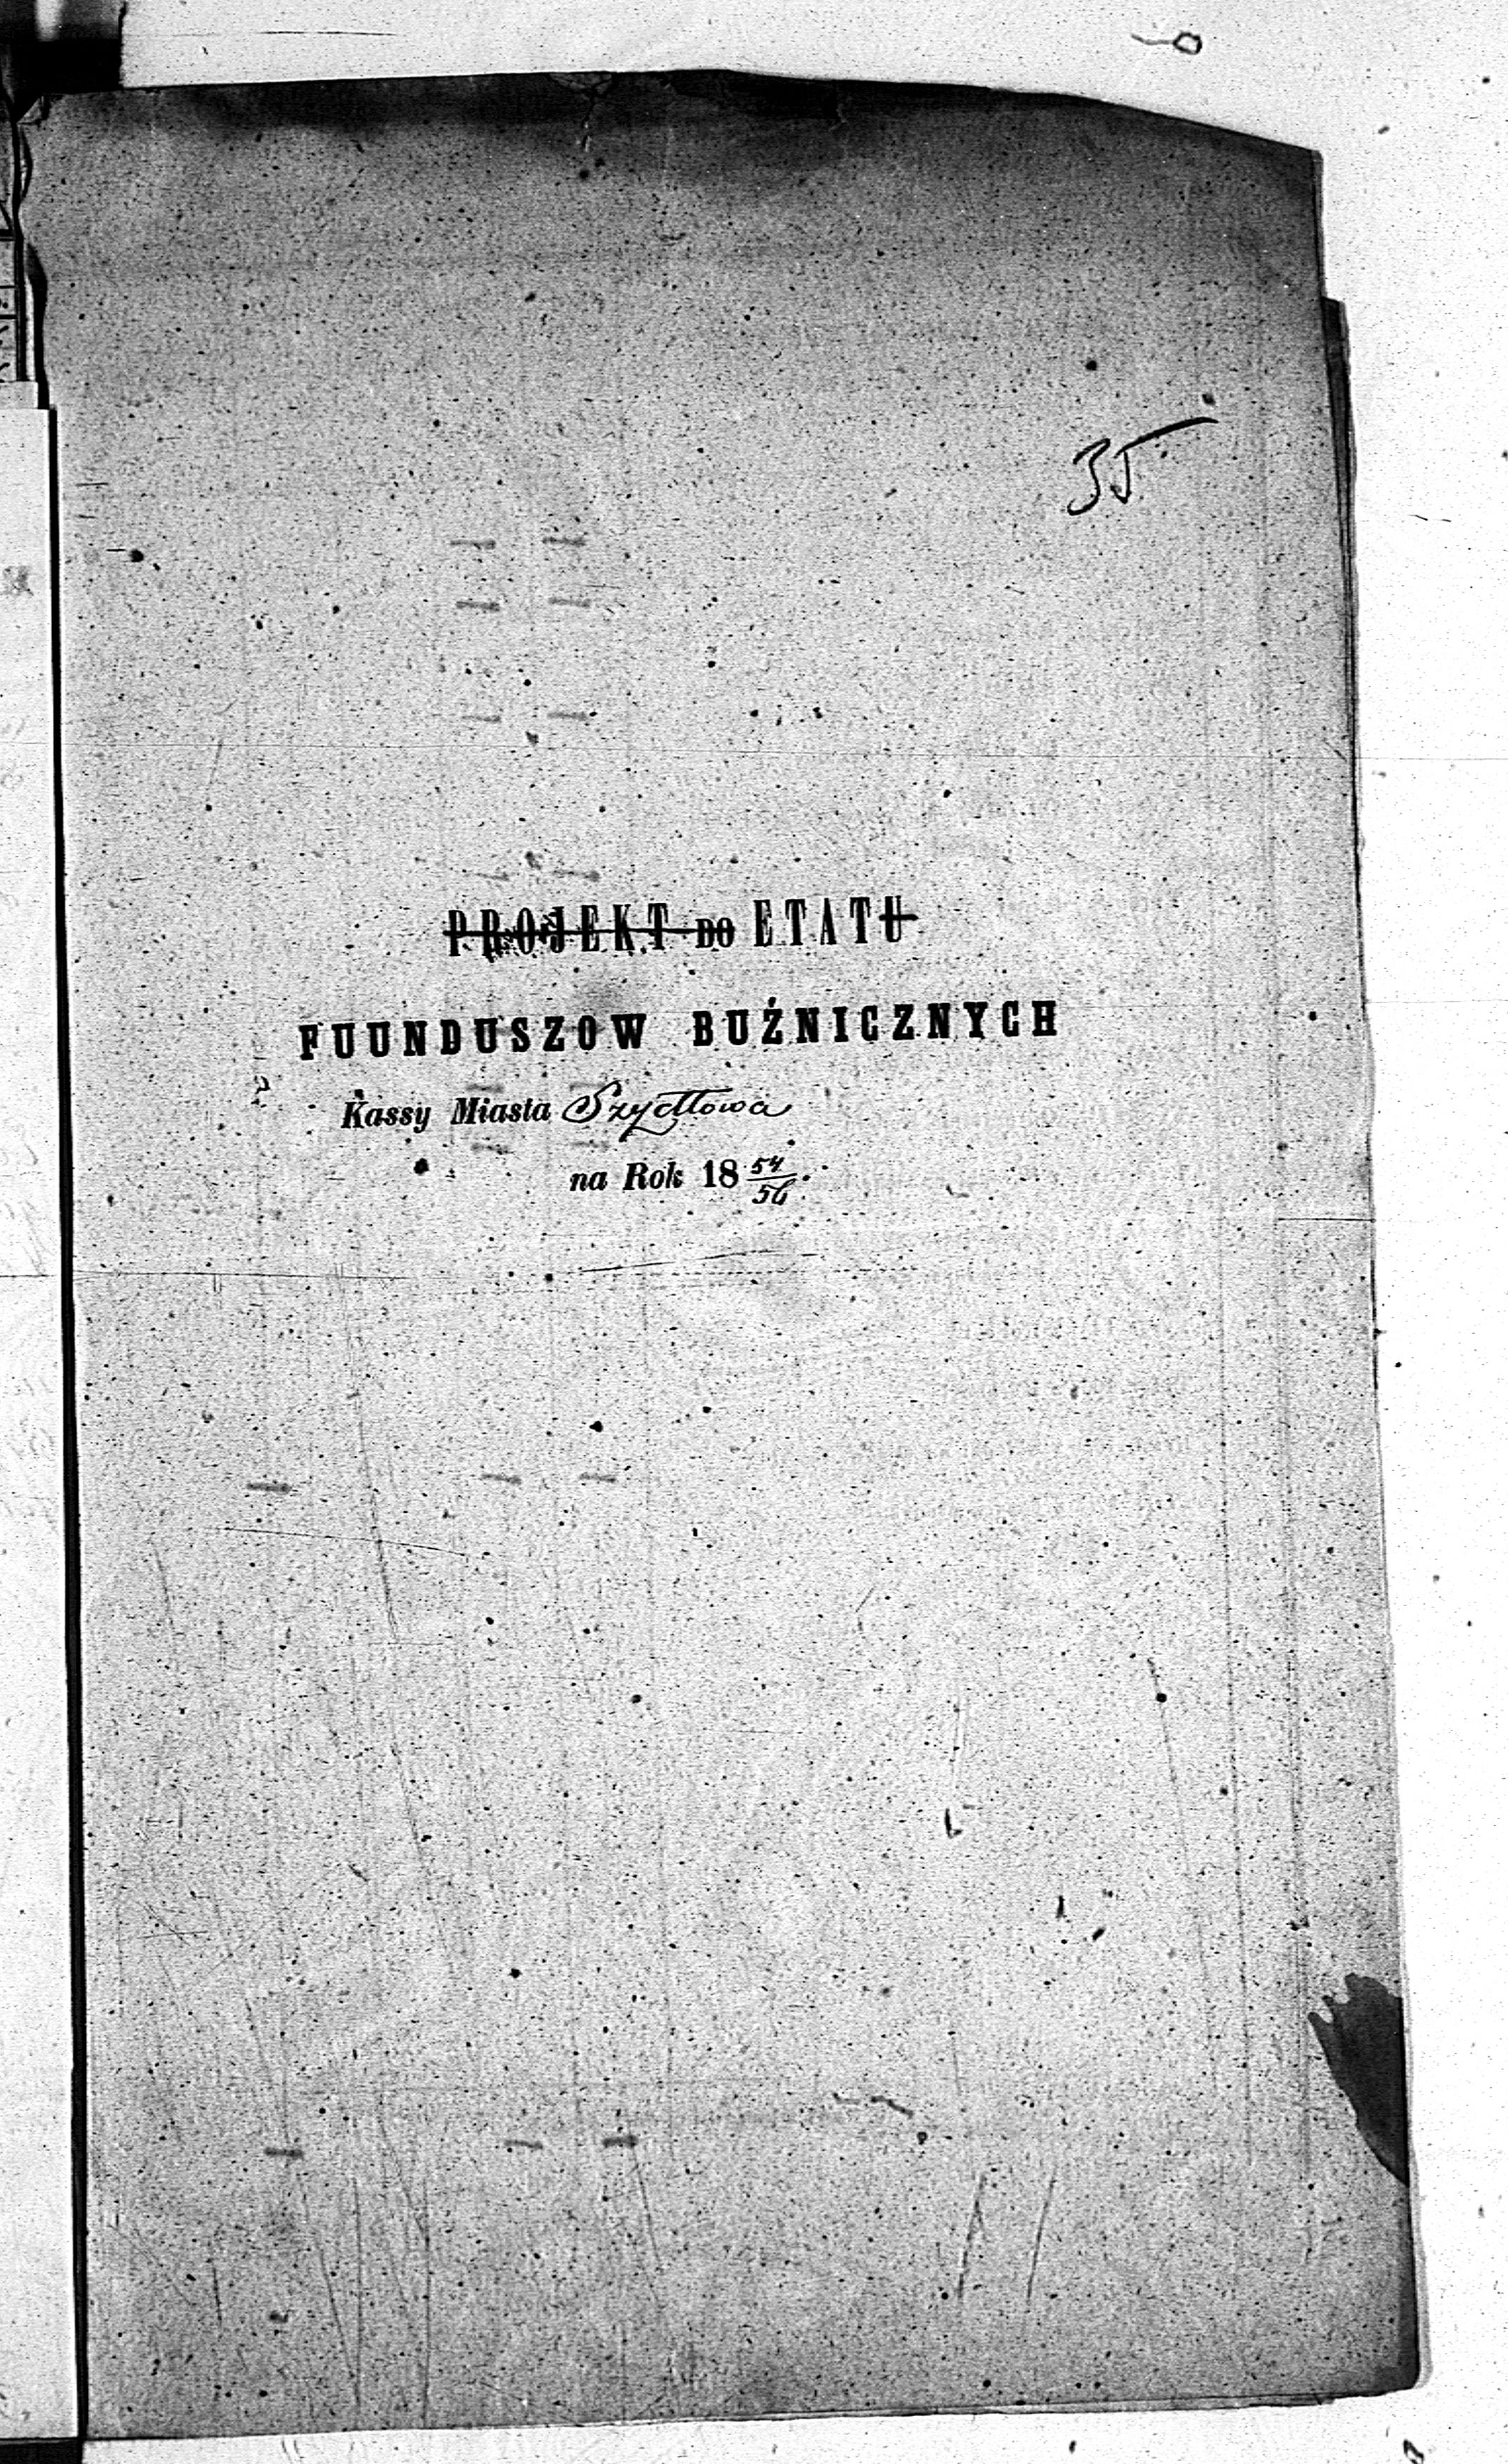 35
PROJEKT DO ETATU
FUUNDUSZOW BUŹNICZNYCH
Kassy Miasta Szydłowa
na Rok 18 54/56.